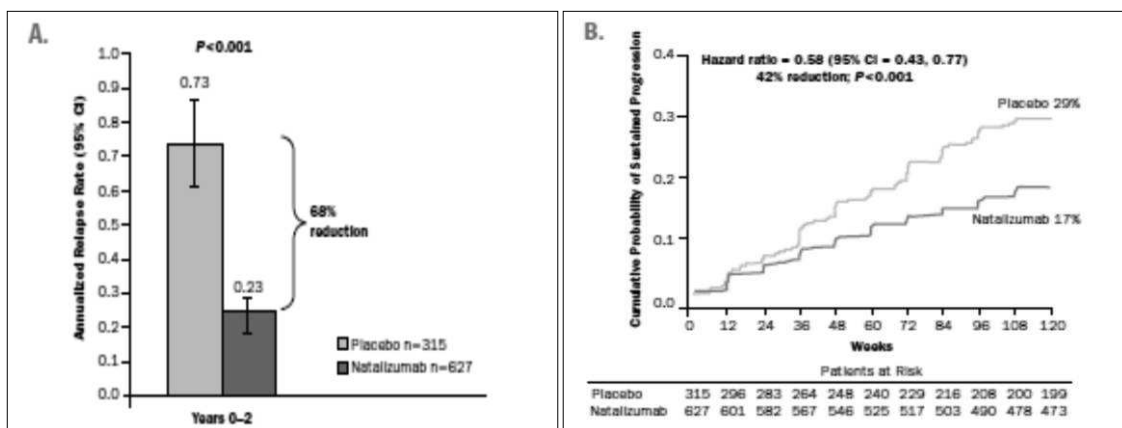 A.
P<0.001
Annualized Relapse Rate (95% CI)
1.0
0.9
0.8
0.7
0.6
0.5
0.4
0.3
0.2
0.1
0.0
0.73
0.23
68%
reduction
Placebo n=315
Natalizumab n=627
Years 0–2
B.
Hazard ratio = 0.58 (95% CI = 0.43, 0.77)
42% reduction; P<0.001
Cumulative Probability of Sustained Progression
0.4
0.3
0.2
0.1
0.0
Placebo 29%
Natalizumab 17%
0 12 24 36 48 60 72 84 96 108 120
Weeks
Patients at Risk
Placebo 315 296 283 264 248 240 229 216 208 200 199
Natalizumab 627 601 582 567 546 525 517 503 490 478 473